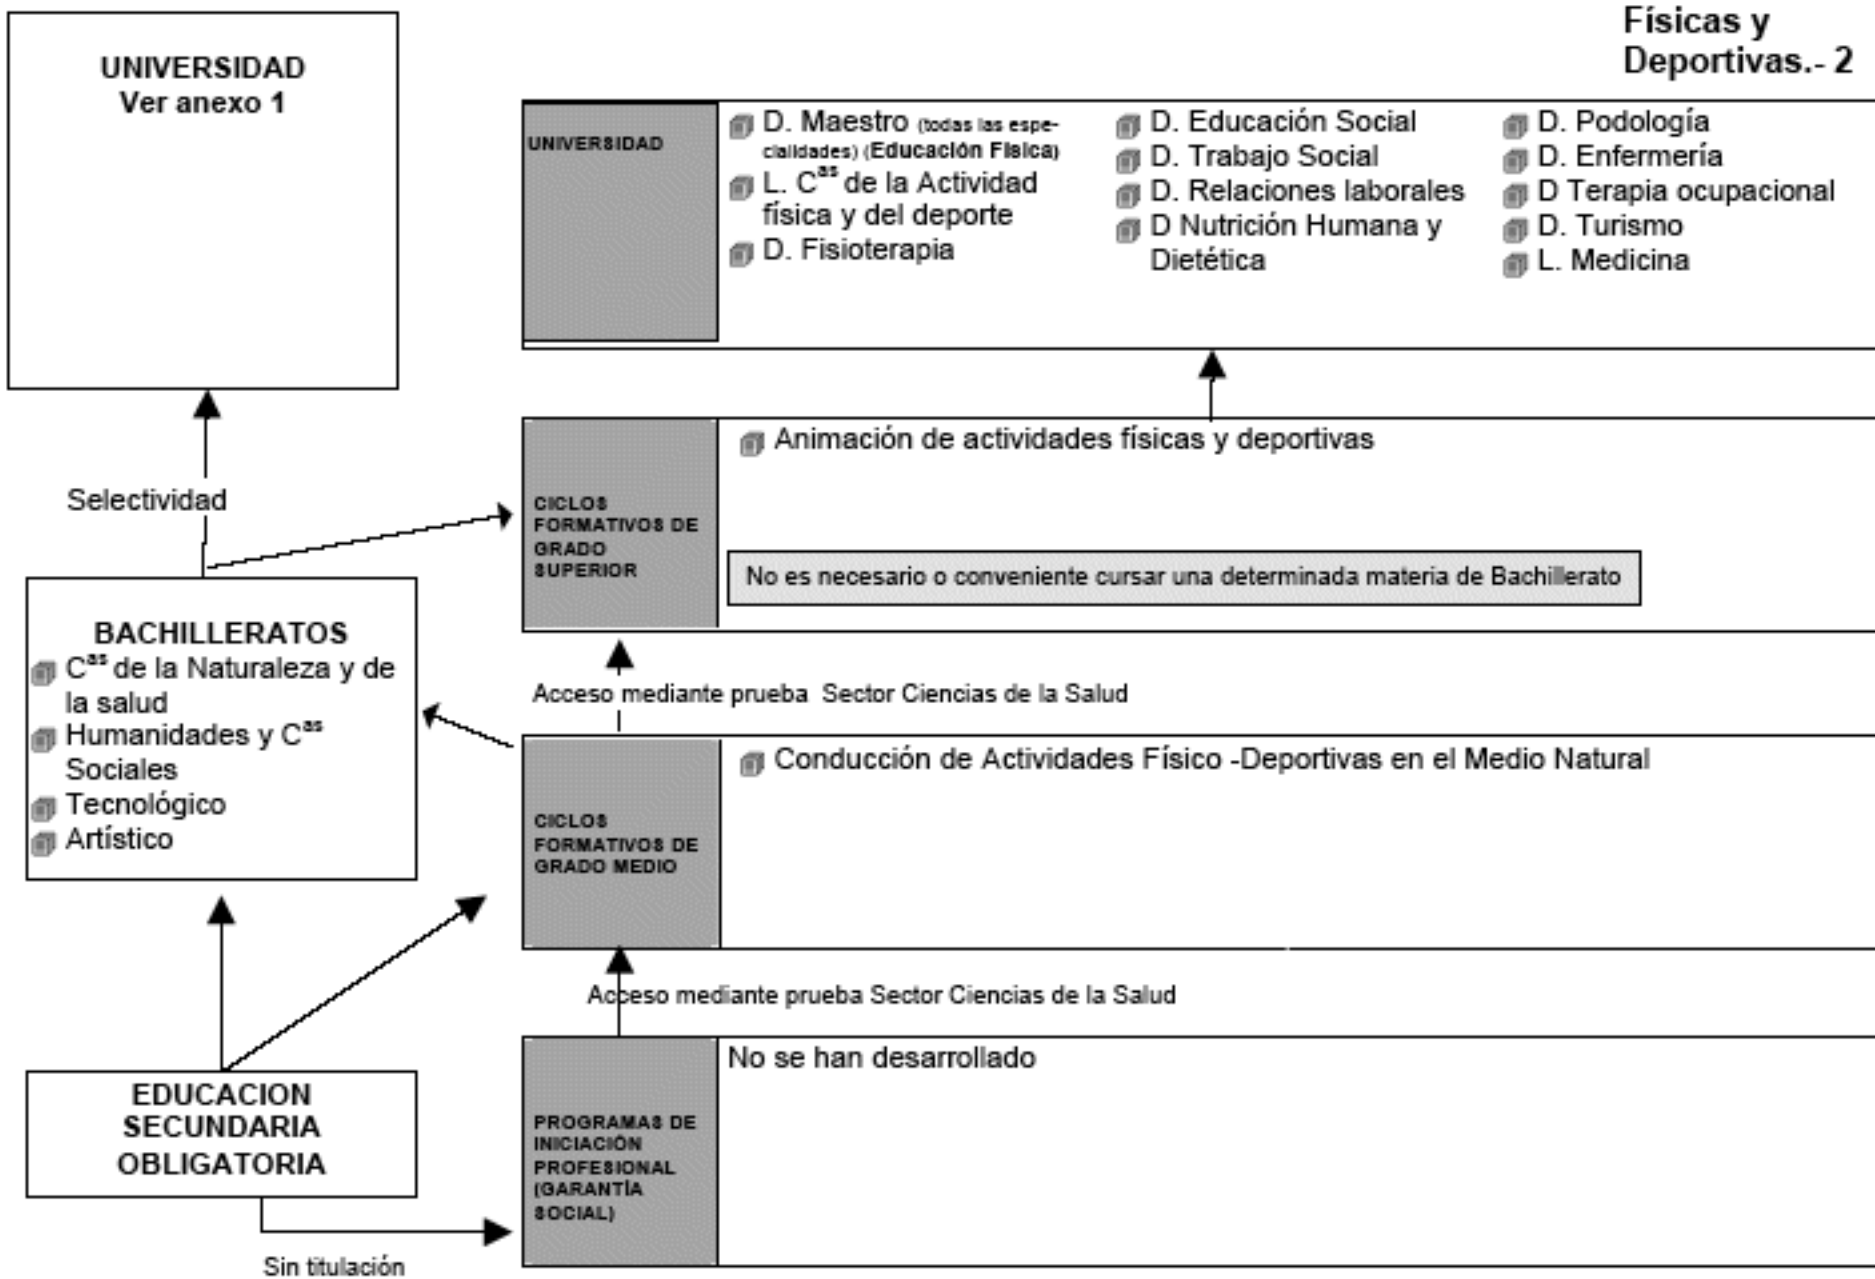 Físicas y
Deportivas.- 2
UNIVERSIDAD
Ver anexo 1
UNIVERSIDAD
D. Maestro (todas las espe-
cialidades) (Educación Física)
L. Cas de la Actividad
física y del deporte
D. Fisioterapia
D. Educación Social
D. Trabajo Social
D. Relaciones laborales
D Nutrición Humana y
Dietética
D. Podología
D. Enfermería
D Terapia ocupacional
D. Turismo
L. Medicina
Selectividad
CICLOS
FORMATIVOS DE
GRADO
SUPERIOR
Animación de actividades físicas y deportivas
No es necesario o conveniente cursar una determinada materia de Bachillerato
BACHILLERATOS
Cas de la Naturaleza y de
la salud
Humanidades y Cas
Sociales
Tecnológico
Artístico
Acceso mediante prueba Sector Ciencias de la Salud
CICLOS
FORMATIVOS DE
GRADO MEDIO
Conducción de Actividades Físico -Deportivas en el Medio Natural
Acceso mediante prueba Sector Ciencias de la Salud
EDUCACION
SECUNDARIA
OBLIGATORIA
PROGRAMAS DE
INICIACIÓN
PROFESIONAL
(GARANTÍA
SOCIAL)
No se han desarrollado
Sin titulación